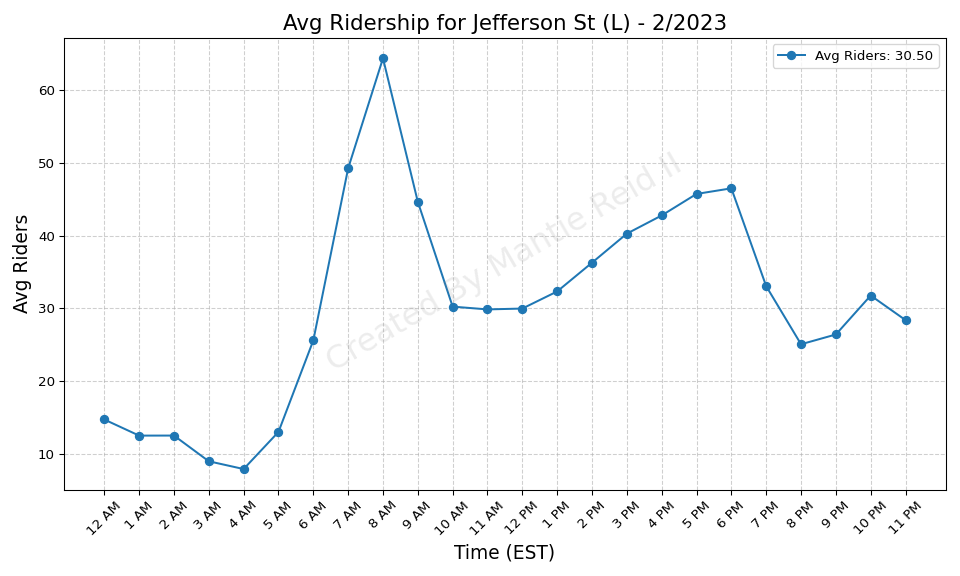 Avg Ridership for Jefferson St (L) - 2/2023
Avg Riders: 30.50
60
50
40
30
20
10
Avg Riders
Created By Mantle Reid II
12 AM 1 AM 2 AM 3 AM 4 AM 5 AM 6 AM 7 AM 8 AM 9 AM 10 AM 11 AM 12 PM 1 PM 2 PM 3 PM 4 PM 5 PM 6 PM 7 PM 8 PM 9 PM 10 PM 11 PM
Time (EST)